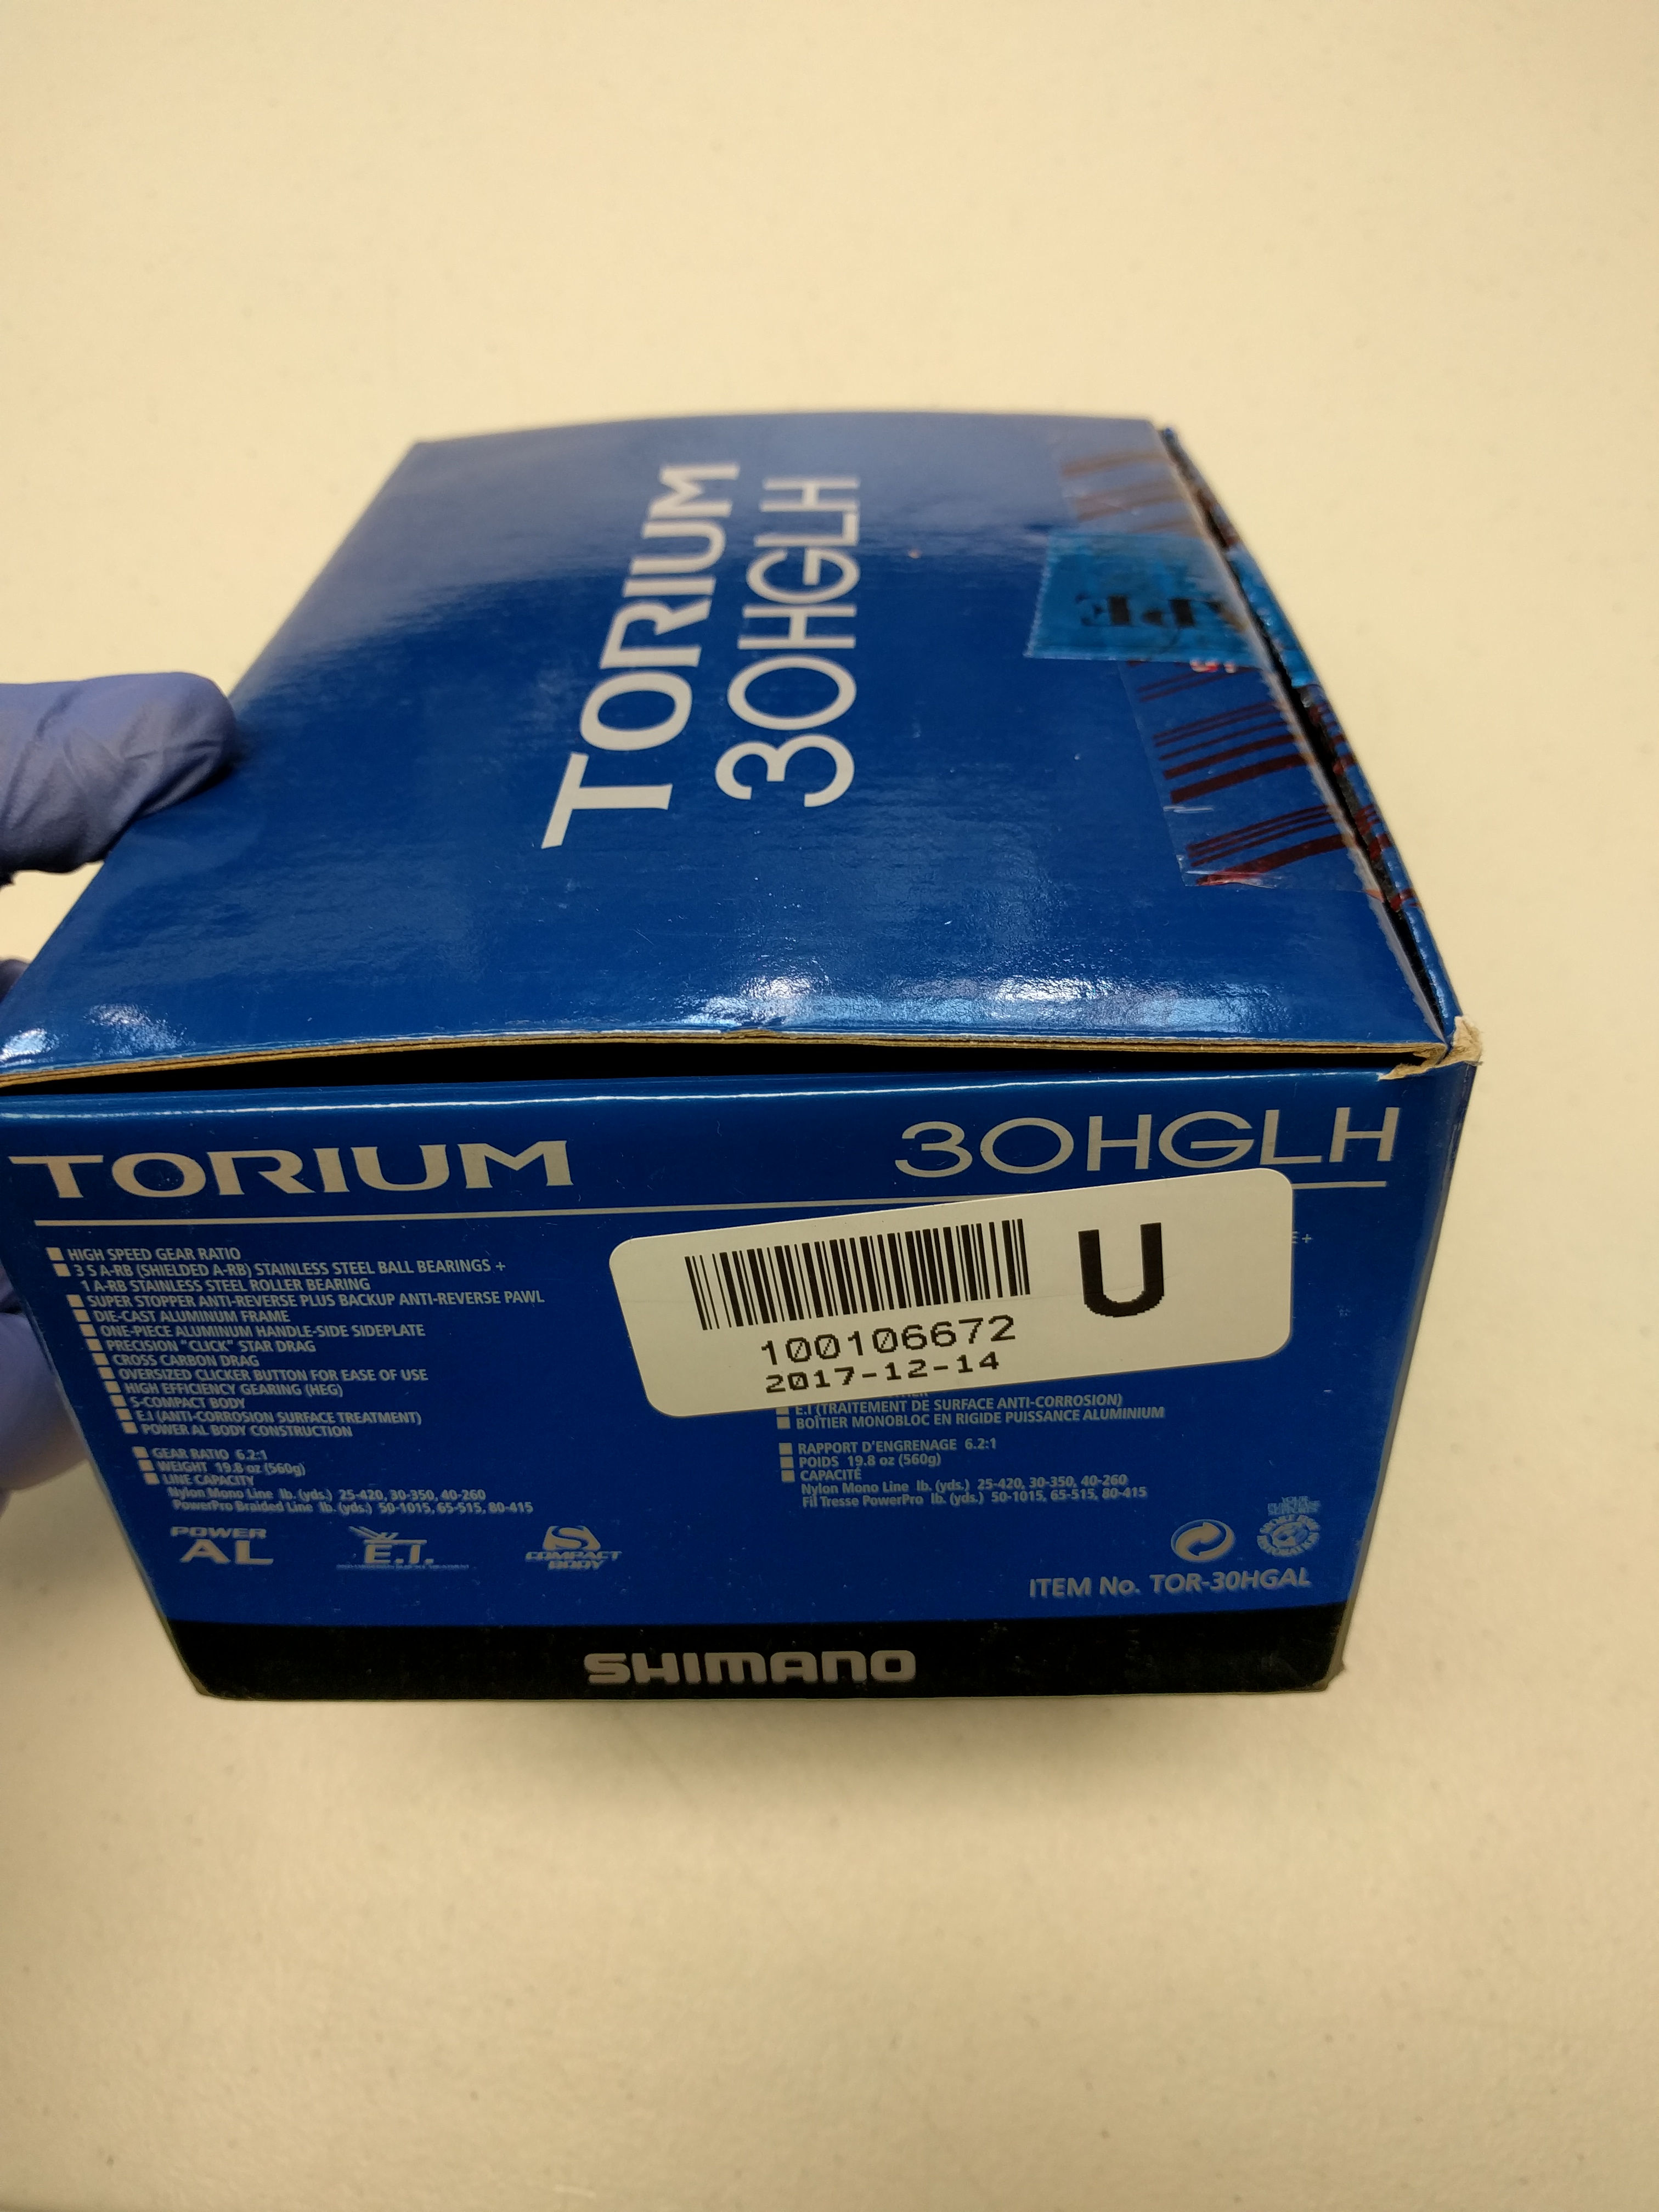 TORIUM
30HGLH
TORIUM
30HGLH
HIGH SPEED GEAR RATIO
3 S A-RB (SHIELDED A-RB) STAINLESS STEEL BALL BEARINGS +
1 A-RB STAINLESS STEEL ROLLER BEARING
SUPER STOPPER ANTI-REVERSE PLUS BACKUP ANTI-REVERSE PAWL
DIE-CAST ALUMINUM FRAME
ONE-PIECE ALUMINUM HANDLE-SIDE SIDEPLATE
PRECISION "CLICK" STAR DRAG
CROSS CARBON DRAG
OVERSIZED CLICKER BUTTON FOR EASE OF USE
HIGH EFFICIENCY GEARING (HEG)
S-COMPACT BODY
E.I (ANTI-CORROSION SURFACE TREATMENT)
POWER AL BODY CONSTRUCTION
GEAR RATIO 6.2:1
WEIGHT 19.8 oz (560g)
LINE CAPACITY
Nylon Mono Line lb. (yds.) 25-420, 30-350, 40-260
PowerPro Braided Line lb. (yds.) 50-1015, 65-515, 80-415
100106672
2017-12-14
U
E.I (TRAITEMENT DE SURFACE ANTI-CORROSION)
BOÎTIER MONOBLOC EN RIGIDE PUISSANCE ALUMINIUM
RAPPORT D'ENGRENAGE 6.2:1
POIDS 19.8 oz (560g)
CAPACITÉ
Nylon Mono Line lb. (yds.) 25-420, 30-350, 40-260
Fil Tresse PowerPro lb. (yds.) 50-1015, 65-515, 80-415
POWER
AL
E.I.
S
COMPACT
BODY
ITEM No. TOR-30HGAL
SHIMANO